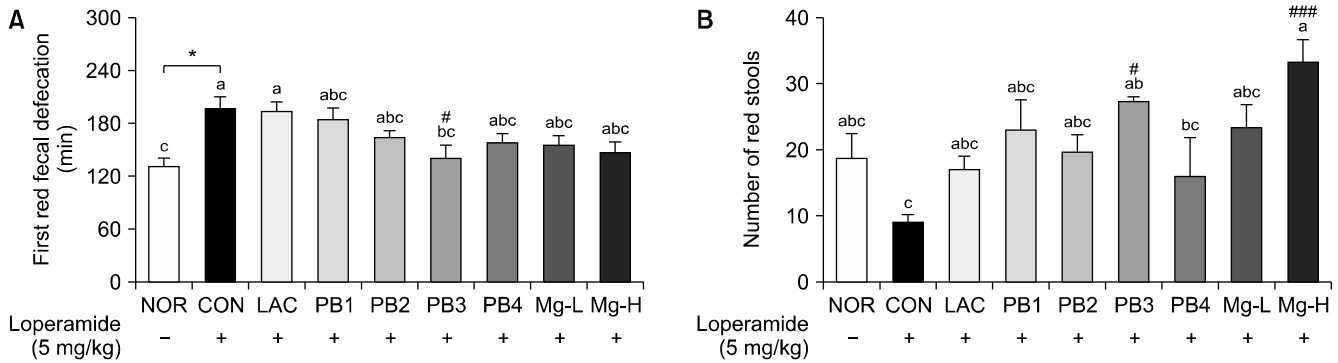 A
First red fecal defecation
(min)
300
240
180
120
60
0
*
c
a
a
abc
abc
#
bc
abc
abc
abc
NOR CON LAC PB1 PB2 PB3 PB4 Mg-L Mg-H
Loperamide
(5 mg/kg)
− + + + + + + + +
B
Number of red stools
40
30
20
10
0
abc
c
abc
abc
abc
#
ab
bc
abc
###
a
NOR CON LAC PB1 PB2 PB3 PB4 Mg-L Mg-H
Loperamide
(5 mg/kg)
− + + + + + + + +